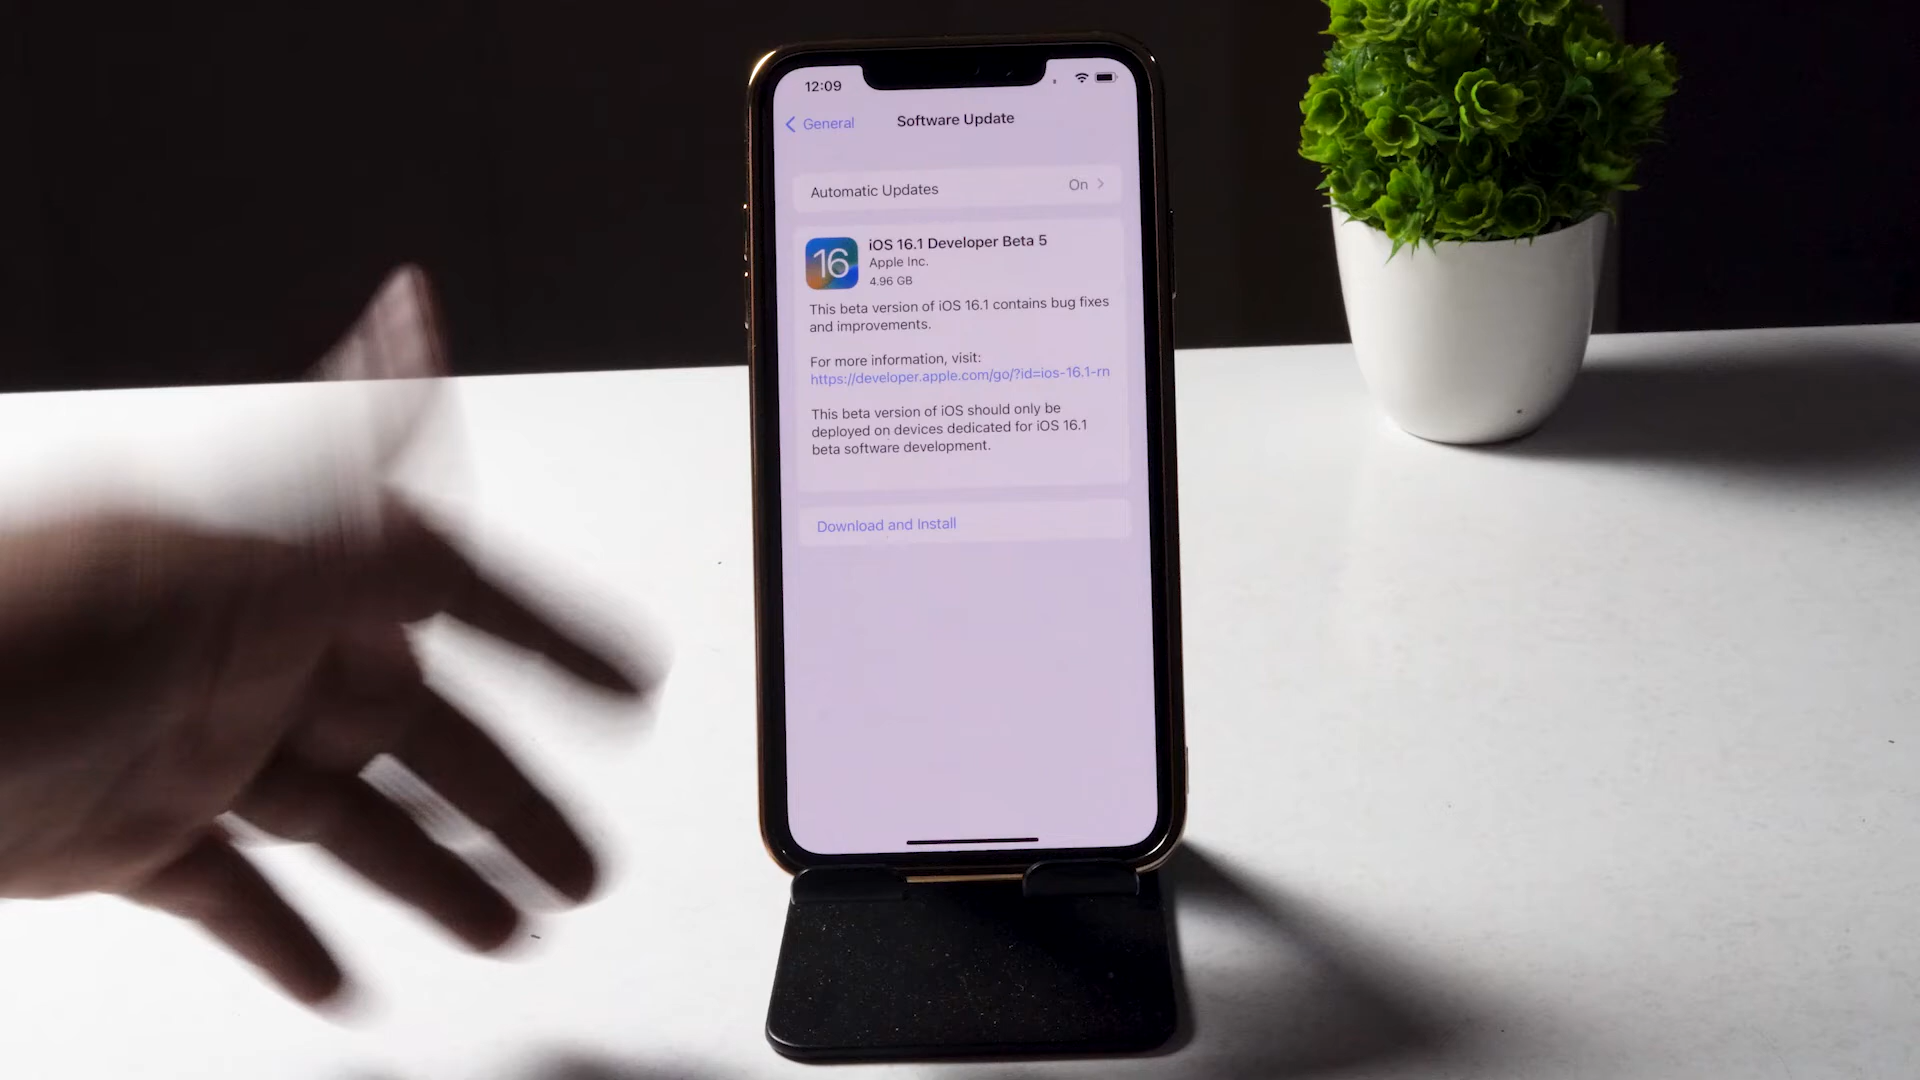 12:09
General
Software Update
Automatic Updates
On
16
iOS 16.1 Developer Beta 5
Apple Inc.
4.96 GB
This beta version of iOS 16.1 contains bug fixes
and improvements.
For more information, visit:
https://developer.apple.com/go/?id=ios-16.1-rn
This beta version of iOS should only be
deployed on devices dedicated for iOS 16.1
beta software development.
Download and Install